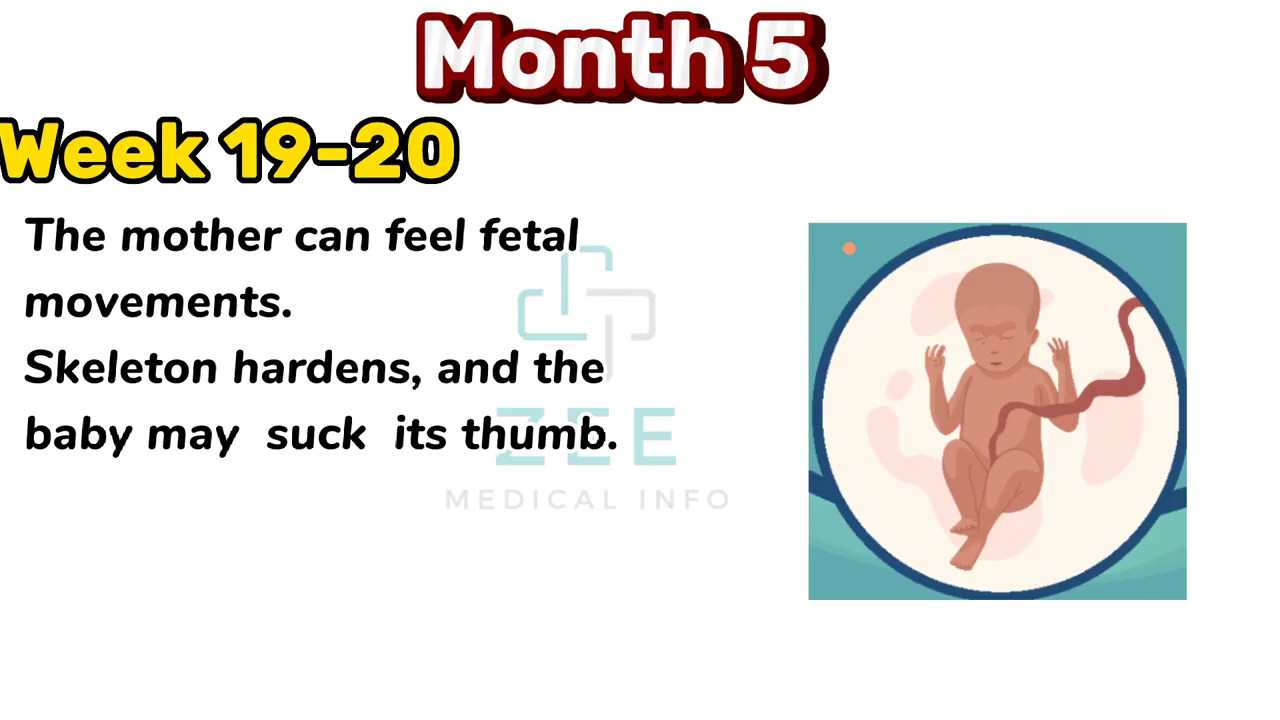 Month 5
Week 19-20
The mother can feel fetal
movements.
Skeleton hardens, and the
baby may suck its thumb.
ZEE
MEDICAL INFO